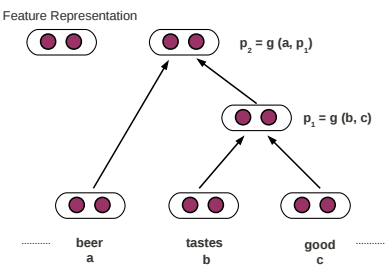 Feature Representation
p2 = g (a, p1)
p1 = g (b, c)
beer tastes good
a b c